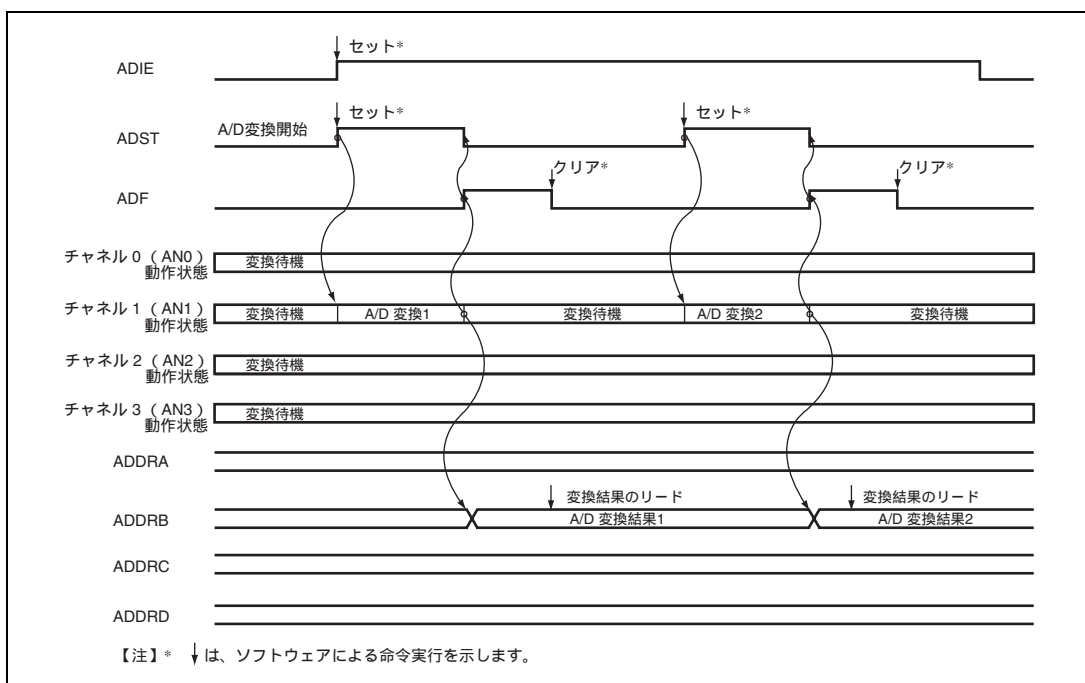 セット*
ADIE
セット*
セット*
A/D変換開始
ADST
クリア*
クリア*
ADF
チャネル 0 ( AN0 )
動作状態
変換待機
チャネル 1 ( AN1 )
動作状態
変換待機
A/D 変換1
変換待機
A/D 変換2
変換待機
チャネル 2 ( AN2 )
動作状態
変換待機
チャネル 3 ( AN3 )
動作状態
変換待機
ADDRA
変換結果のリード
変換結果のリード
ADDRB
A/D 変換結果1
A/D 変換結果2
ADDRC
ADDRD
【注】* ↓は、ソフトウェアによる命令実行を示します。